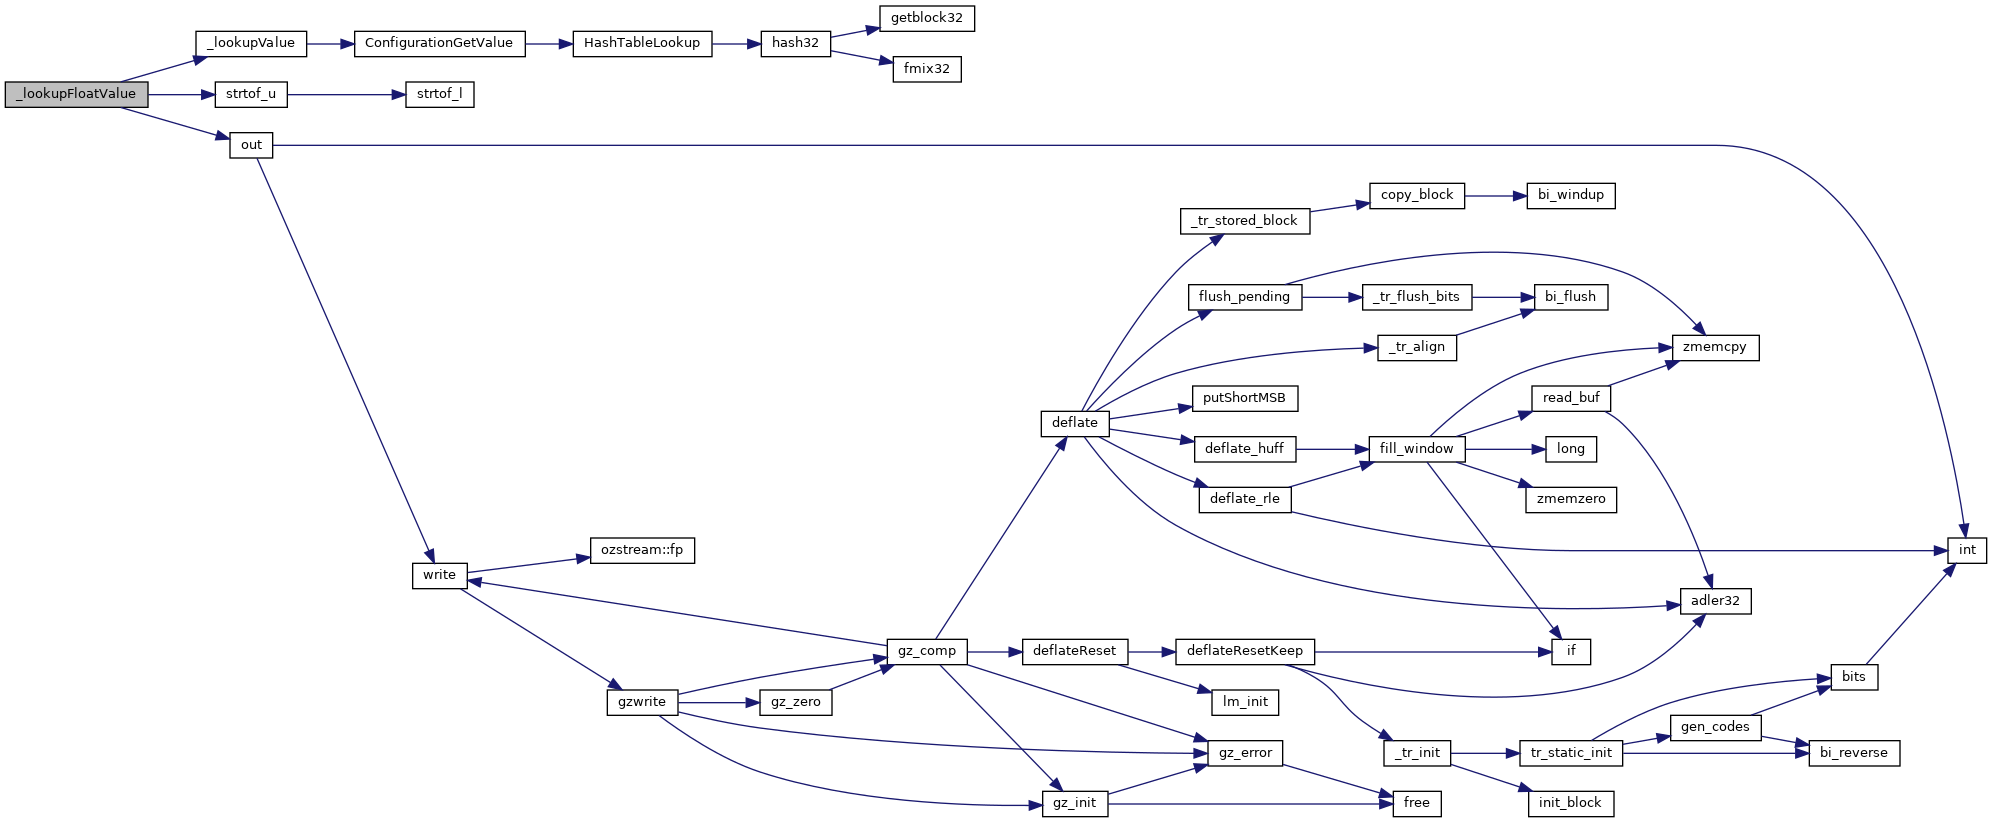 getblock32
_lookupValue
ConfigurationGetValue
HashTableLookup
hash32
fmix32
_lookupFloatValue
strtof_u
strtof_l
out
copy_block
bi_windup
_tr_stored_block
flush_pending
_tr_flush_bits
bi_flush
_tr_align
zmemcpy
putShortMSB
read_buf
deflate
deflate_huff
fill_window
long
deflate_rle
zmemzero
ozstream::fp
int
write
adler32
gz_comp
deflateReset
deflateResetKeep
if
bits
gzwrite
gz_zero
lm_init
gen_codes
gz_error
_tr_init
tr_static_init
bi_reverse
gz_init
free
init_block